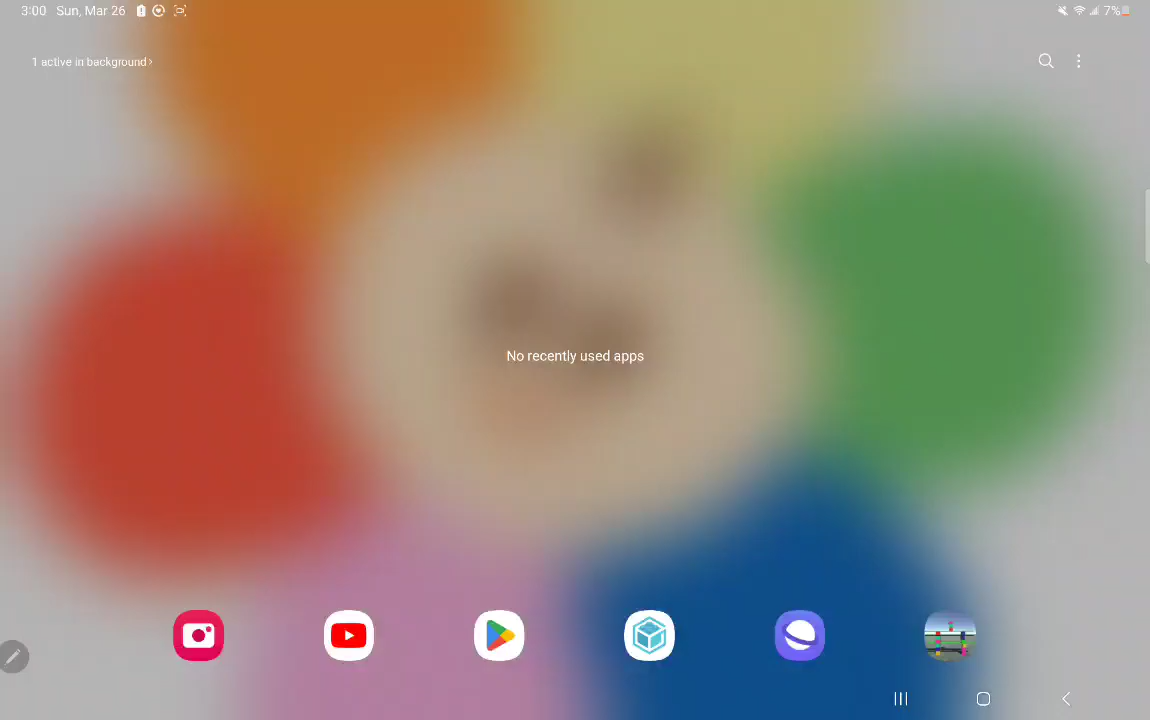 3:00 Sun, Mar 26 7%
1 active in background
No recently used apps